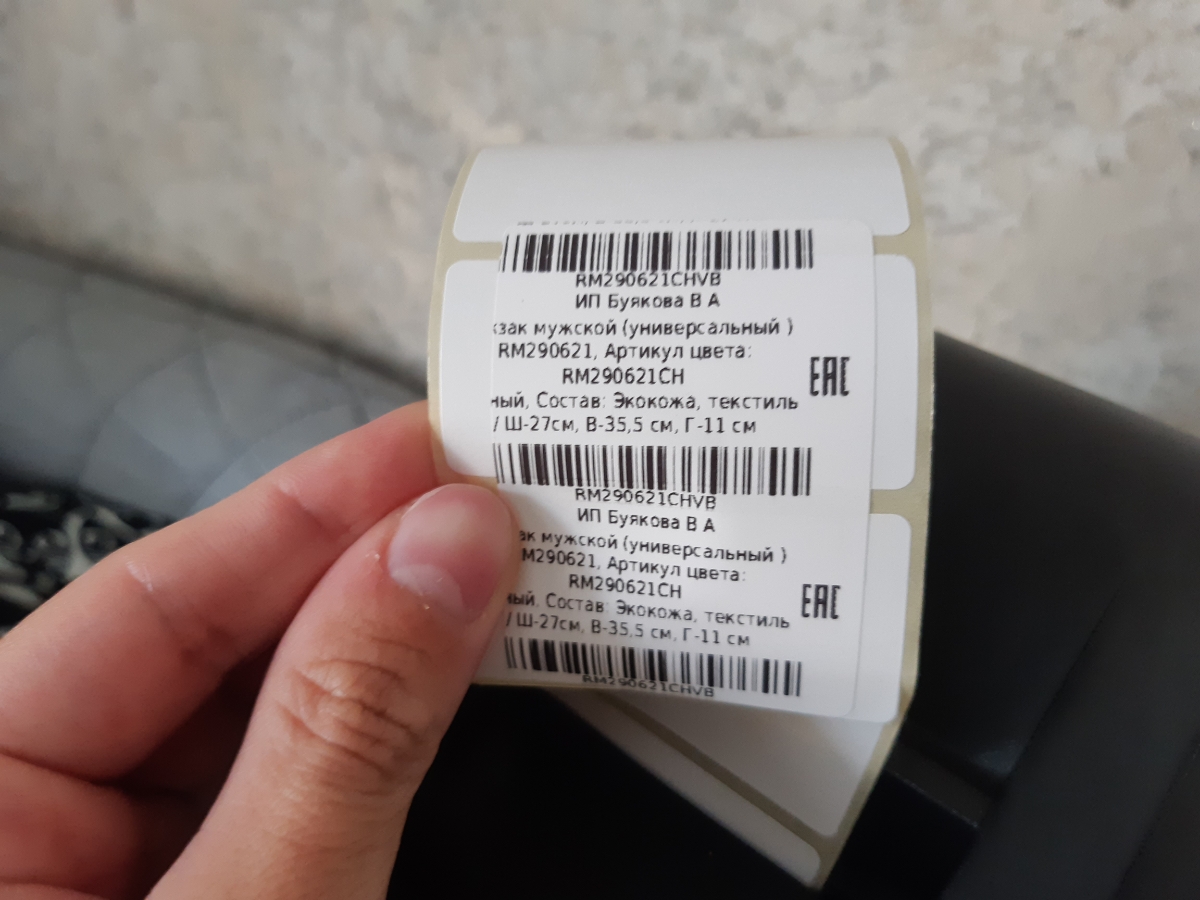 RM290621CHVB
ИП Буякова В А
кзак мужской (универсальный )
RM290621, Артикул цвета:
RM290621CH
EAC
ный, Состав: Экокожа, текстиль
/ Ш-27см, В-35,5 см, Г-11 см
RM290621CHVB
ИП Буякова В А
ак мужской (универсальный )
M290621, Артикул цвета:
RM290621CH
EAC
ный, Состав: Экокожа, текстиль
/ Ш-27см, В-35,5 см, Г-11 см
RM290621CHVB